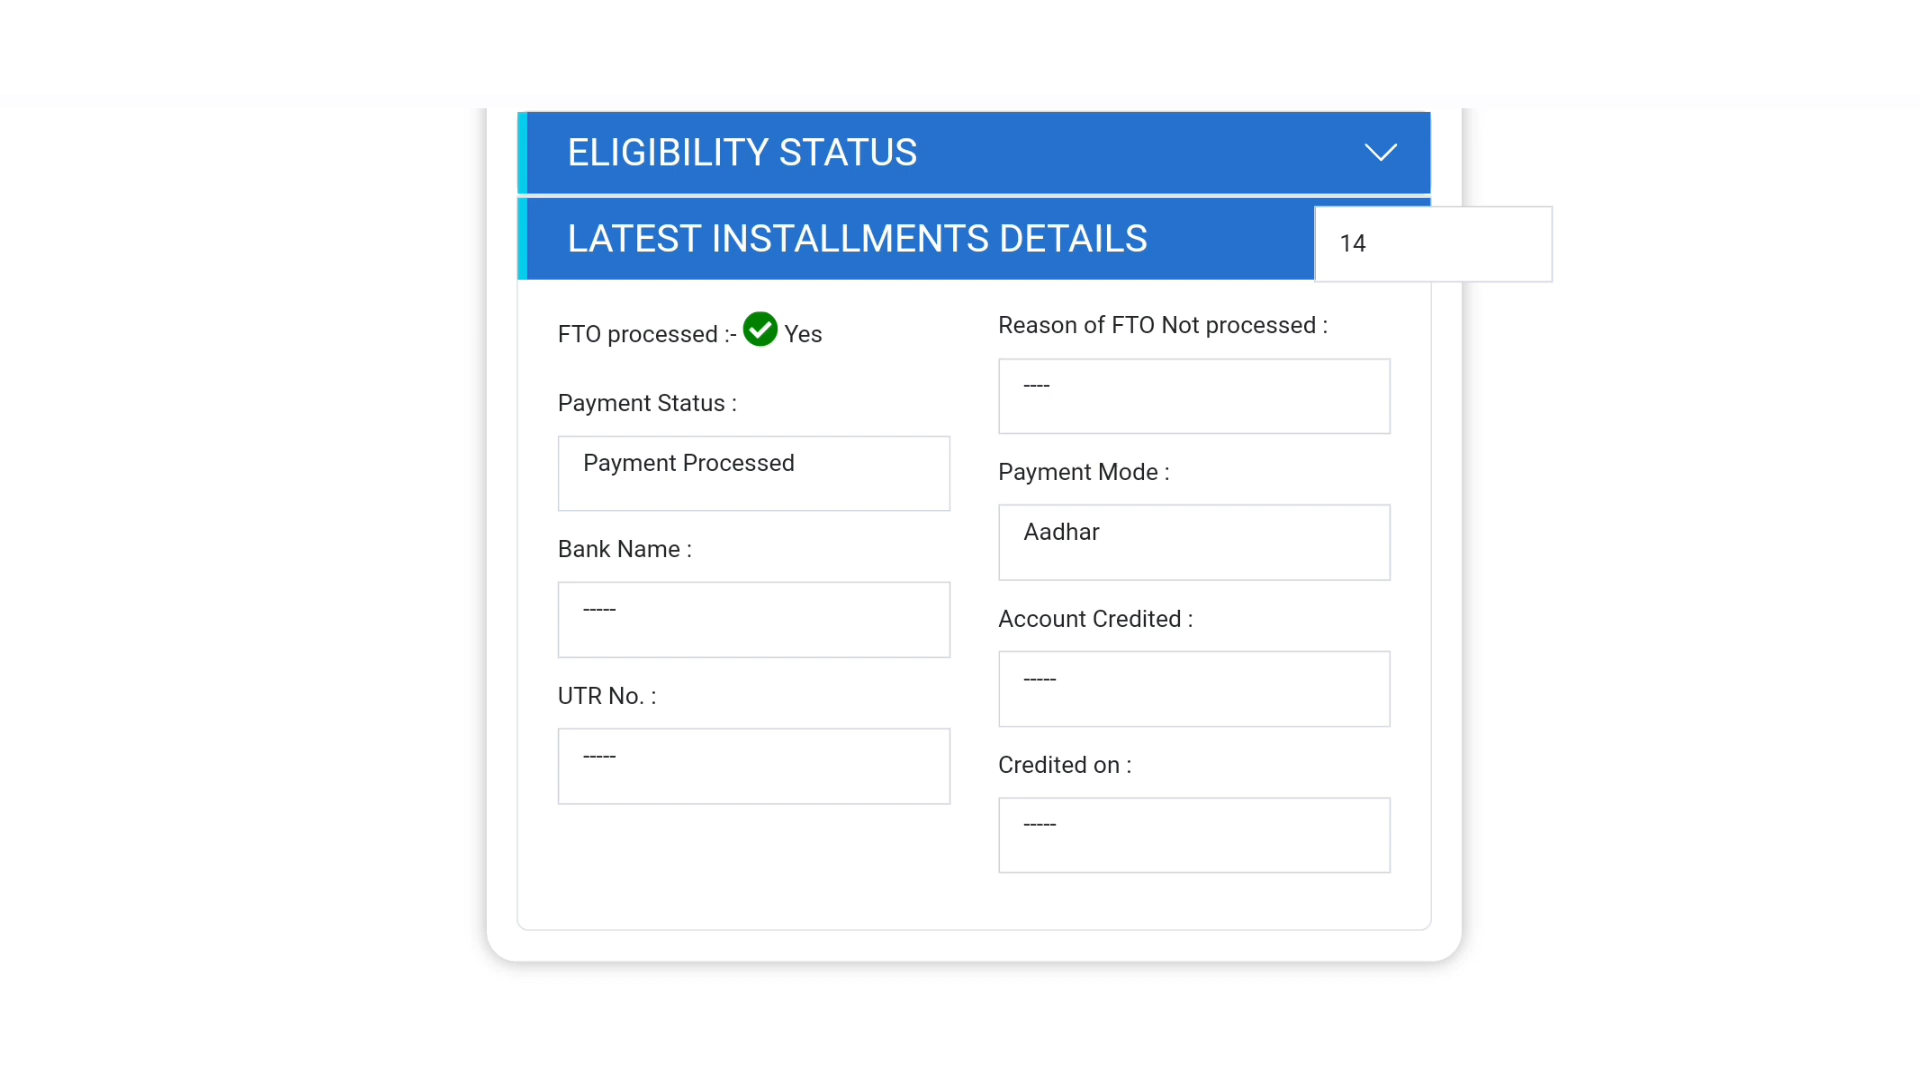 ELIGIBILITY STATUS
LATEST INSTALLMENTS DETAILS
14
FTO processed :- Yes
Payment Status :
Payment Processed
Bank Name :
-----
UTR No. :
-----
Reason of FTO Not processed :
----
Payment Mode :
Aadhar
Account Credited :
-----
Credited on :
-----